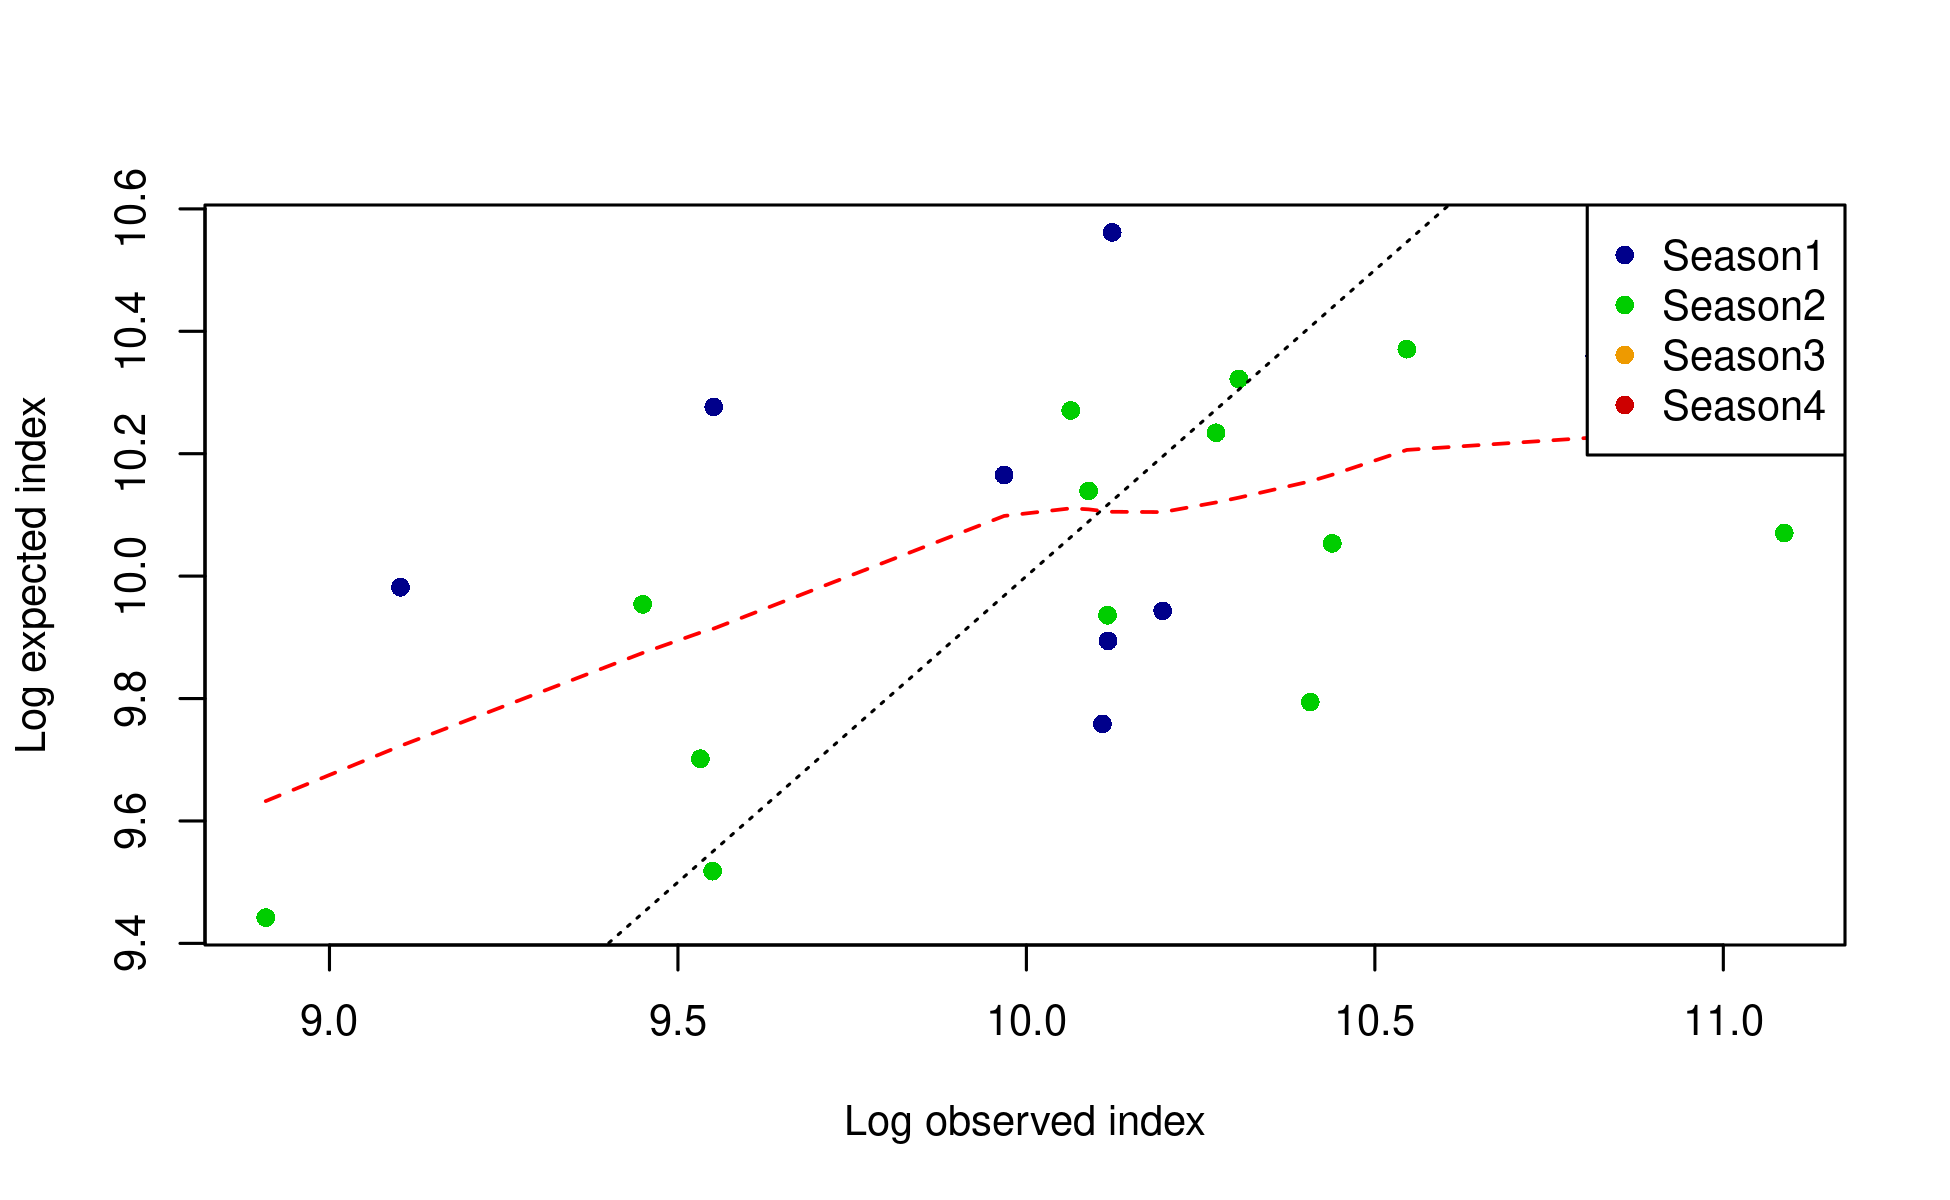 10.6
10.4
10.2
10.0
9.8
9.6
9.4
Log expected index
Season1
Season2
Season3
Season4
9.0 9.5 10.0 10.5 11.0
Log observed index